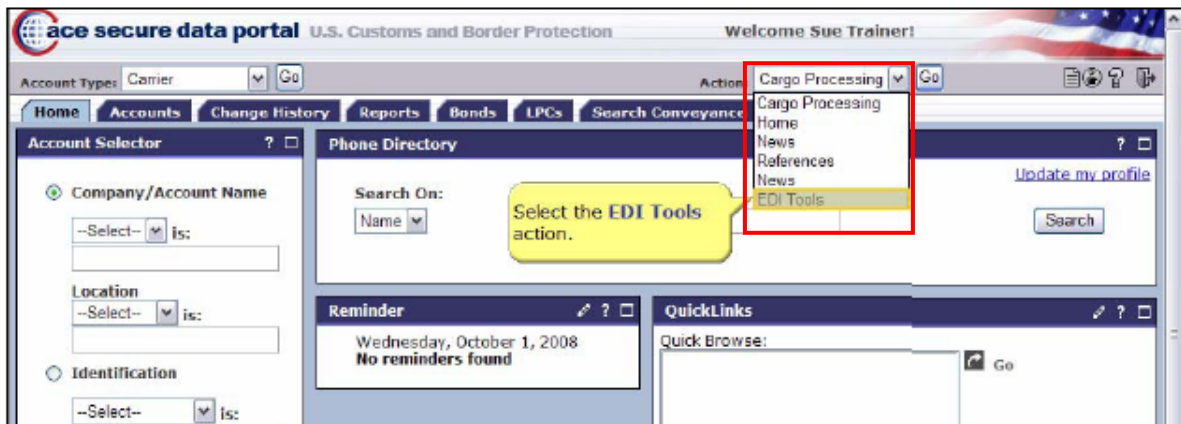 ace secure data portal U.S. Customs and Border Protection Welcome Sue Trainer!
Account Type: Carrier Go Action Cargo Processing Go
Cargo Processing
Home
News
References
News
EDI Tools
Home Accounts Change History Reports Bonds LPCs Search Conveyance
Account Selector ?
Phone Directory ?
Update my profile
Company/Account Name
--Select-- is:
Location
--Select-- is:
Identification
--Select-- is:
Search On:
Name
Search
Select the EDI Tools
action.
Reminder ?
Wednesday, October 1, 2008
No reminders found
QuickLinks ?
Quick Browse:
Go